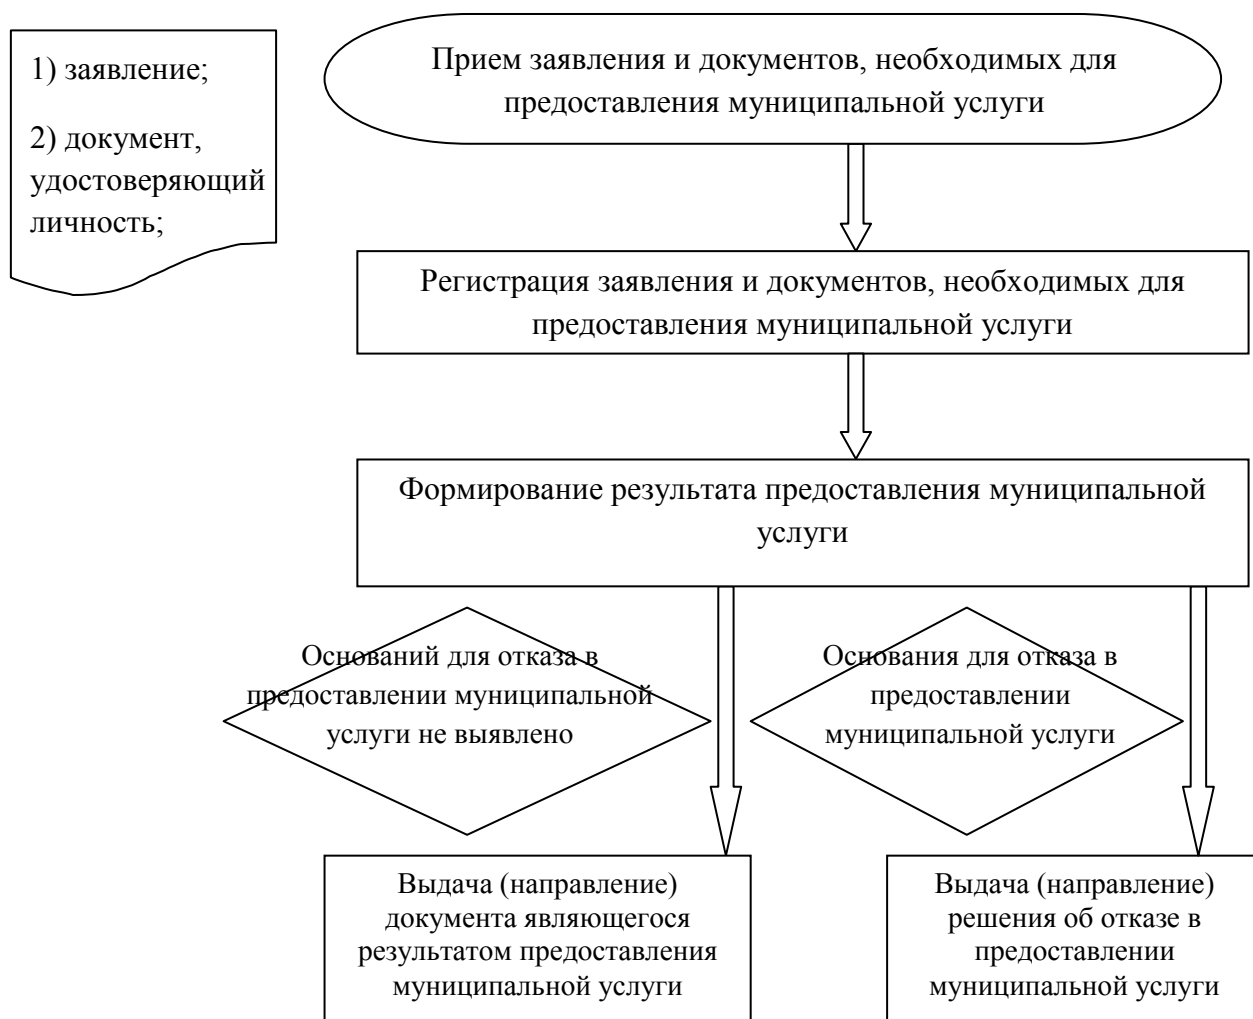 1) заявление;
2) документ,
удостоверяющий
личность;
Прием заявления и документов, необходимых для
предоставления муниципальной услуги
Регистрация заявления и документов, необходимых для
предоставления муниципальной услуги
Формирование результата предоставления муниципальной
услуги
Оснований для отказа в
предоставлении муниципальной
услуги не выявлено
Основания для отказа в
предоставлении
муниципальной услуги
Выдача (направление)
документа являющегося
результатом предоставления
муниципальной услуги
Выдача (направление)
решения об отказе в
предоставлении
муниципальной услуги